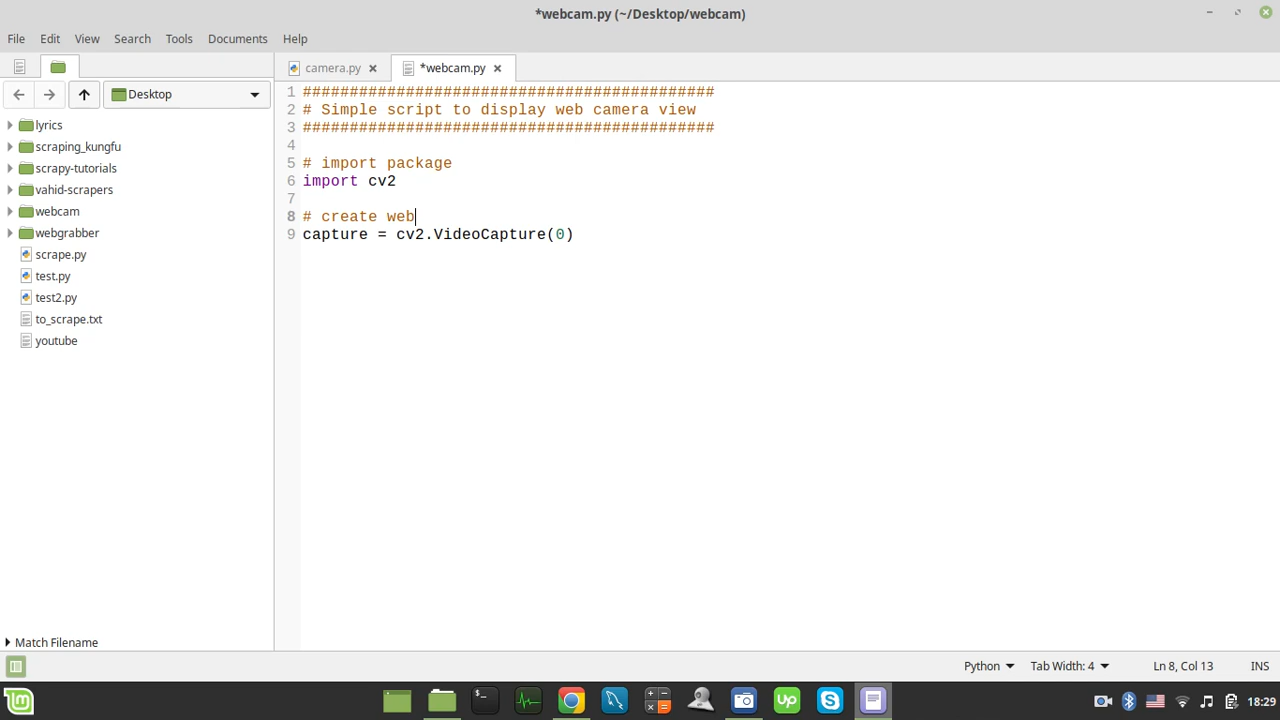 *webcam.py (~/Desktop/webcam)
File Edit View Search Tools Documents Help
camera.py *webcam.py
Desktop
lyrics
scraping_kungfu
scrapy-tutorials
vahid-scrapers
webcam
webgrabber
scrape.py
test.py
test2.py
to_scrape.txt
youtube
Match Filename
1 ############################################
2 # Simple script to display web camera view
3 ############################################
4
5 # import package
6 import cv2
7
8 # create web
9 capture = cv2.VideoCapture(0)
Python Tab Width: 4 Ln 8, Col 13 INS
lm $_ Up S 18:29